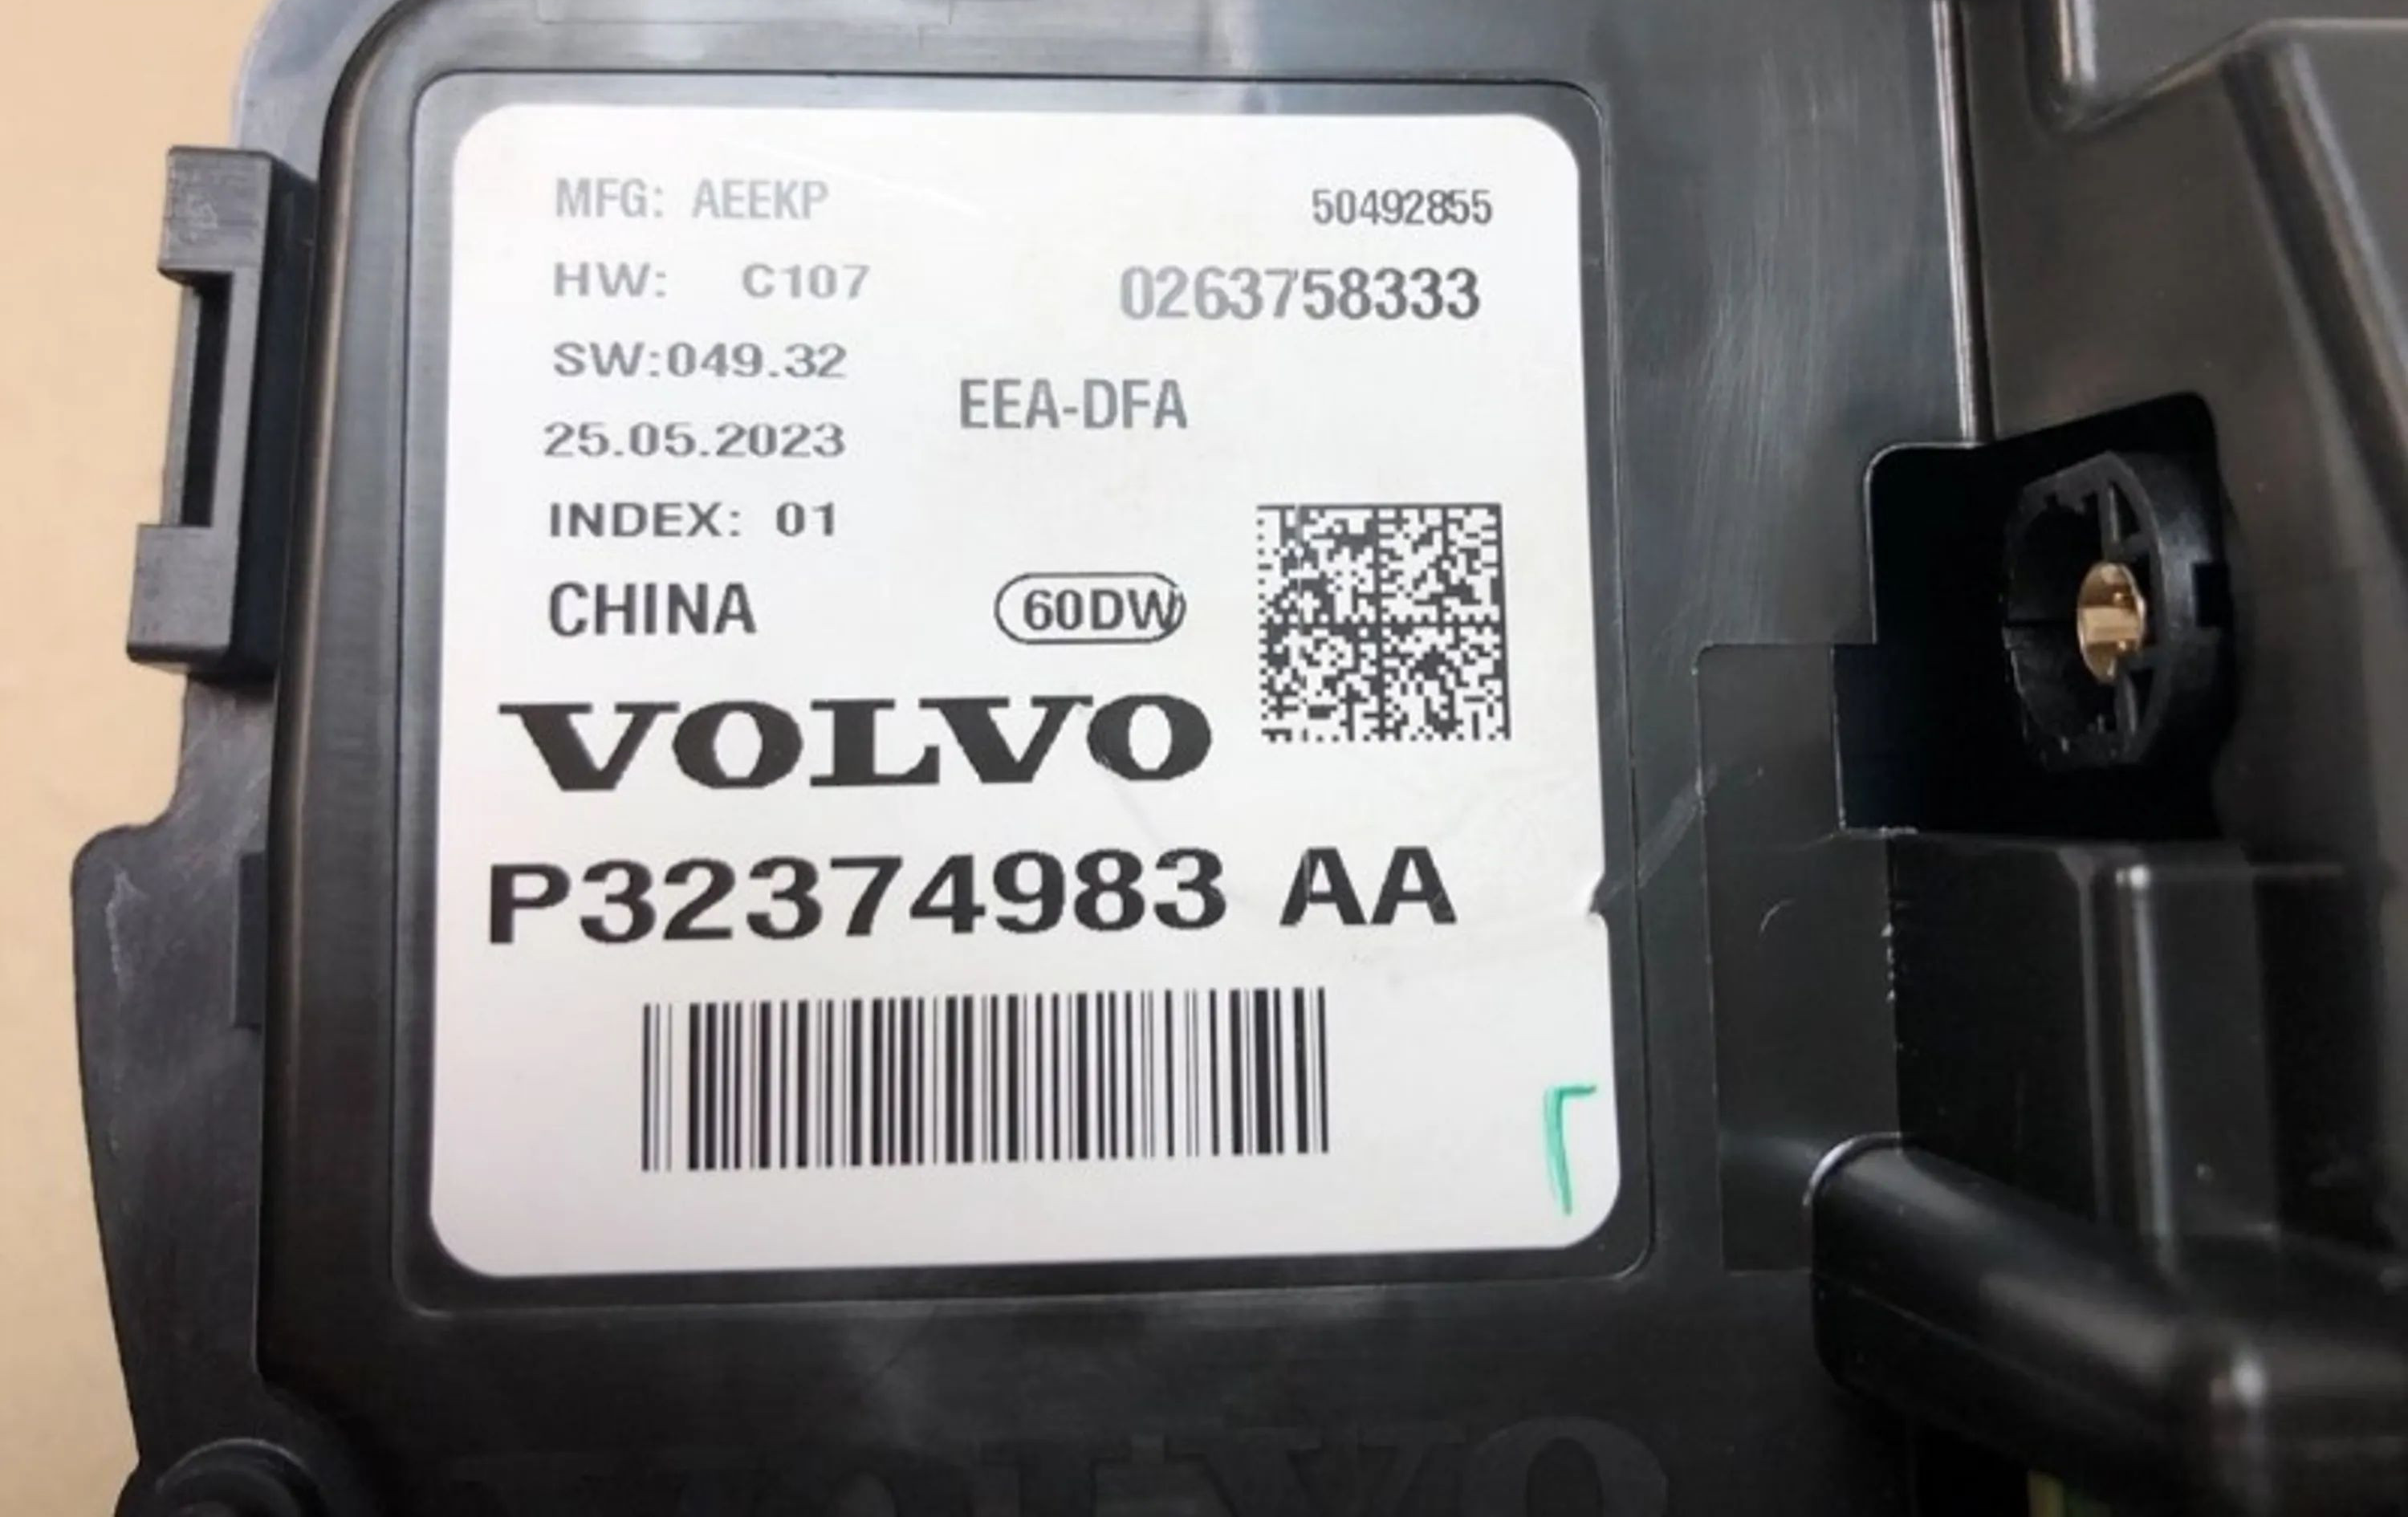 MFG: AEEKP
50492855
HW: C107
0263758333
SW:049.32
EEA-DFA
25.05.2023
INDEX: 01
CHINA
60DW
VOLVO
P32374983 AA
VOLVO